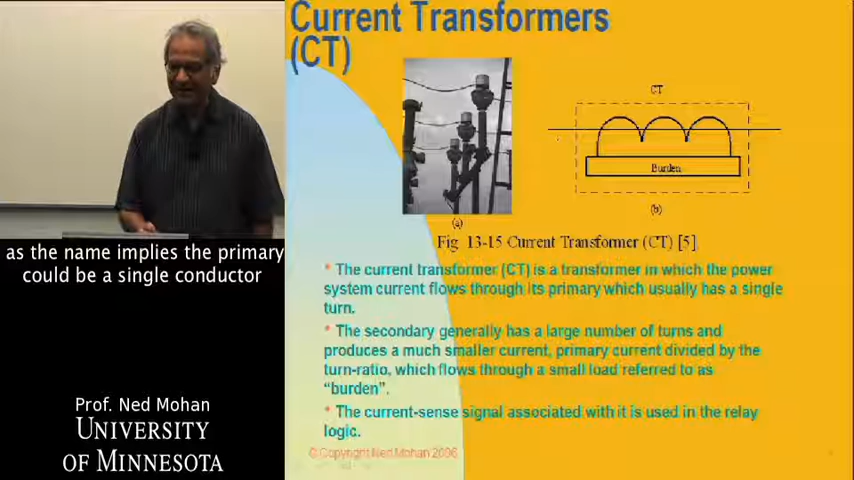 Current Transformers
(CT)
CT
Burden
(a)
(b)
Fig 13-15 Current Transformer (CT) [5].
* The current transformer (CT) is a transformer in which the power
system current flows through its primary which usually has a single
turn.
* The secondary generally has a large number of turns and
produces a much smaller current, primary current divided by the
turn-ratio, which flows through a small load referred to as
“burden”.
* The current-sense signal associated with it is used in the relay
logic.
© Copyright Ned Mohan 2006
as the name implies the primary
could be a single conductor
Prof. Ned Mohan
UNIVERSITY
OF MINNESOTA